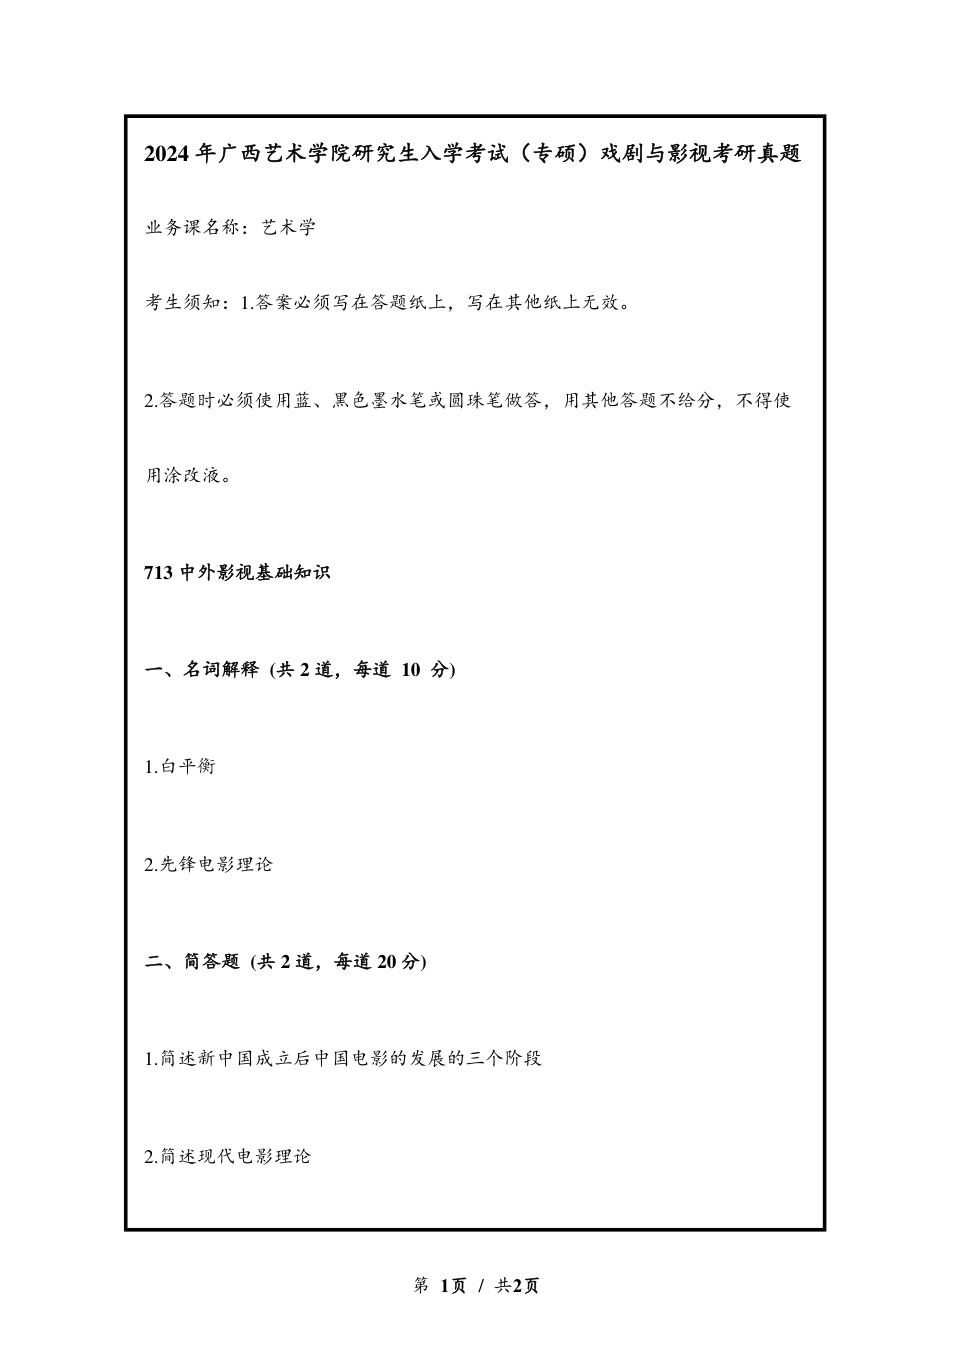 2024 年广西艺术学院研究生入学考试（专硕）戏剧与影视考研真题
业务课名称：艺术学
考生须知：1.答案必须写在答题纸上，写在其他纸上无效。
2.答题时必须使用蓝、黑色墨水笔或圆珠笔做答，用其他答题不给分，不得使
用涂改液。
713 中外影视基础知识
一、名词解释 (共 2 道，每道 10 分)
1.白平衡
2.先锋电影理论
二、简答题 (共 2 道，每道 20 分)
1.简述新中国成立后中国电影的发展的三个阶段
2.简述现代电影理论
第 1页 / 共2页